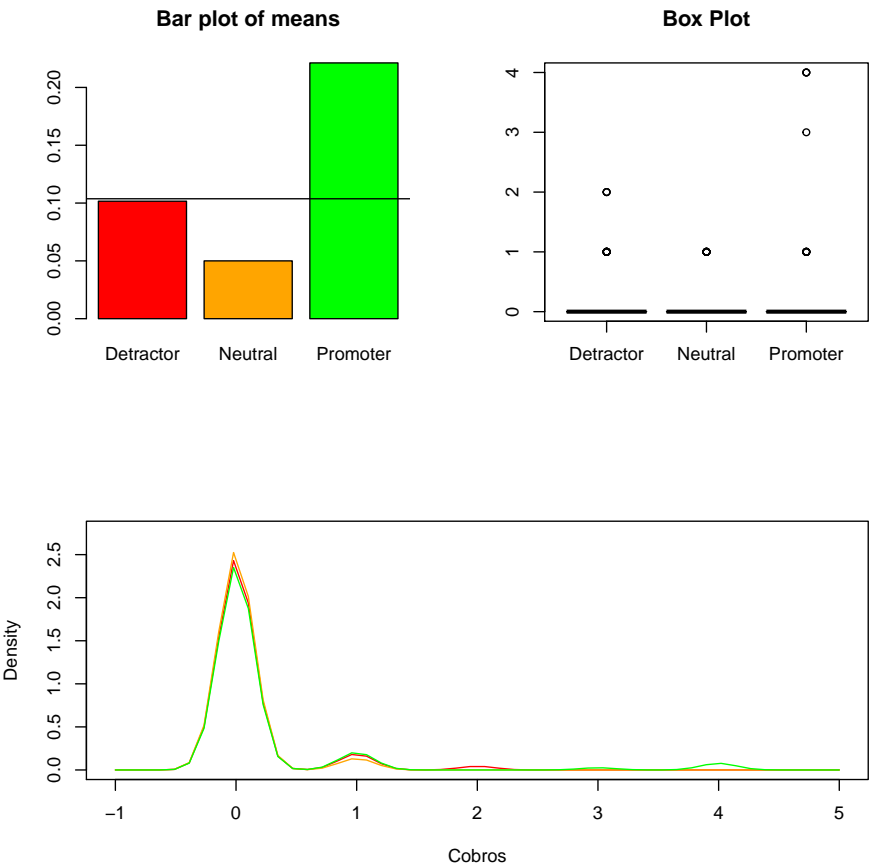 Bar plot of means
0.20
0.15
0.10
0.05
0.00
Detractor Neutral Promoter
Box Plot
4
3
2
1
0
Detractor Neutral Promoter
Density
2.5
2.0
1.5
1.0
0.5
0.0
−1 0 1 2 3 4 5
Cobros